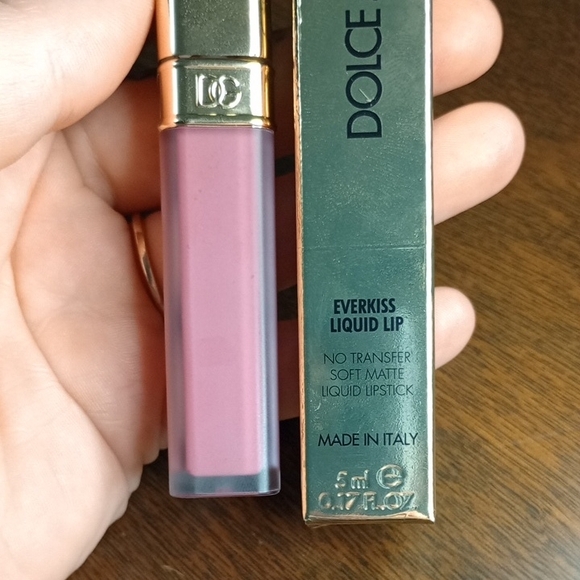 DG
DOLCE
EVERKISS
LIQUID LIP
NO TRANSFER
SOFT MATTE
LIQUID LIPSTICK
MADE IN ITALY
5 ml ℮
0.17 FL.OZ.